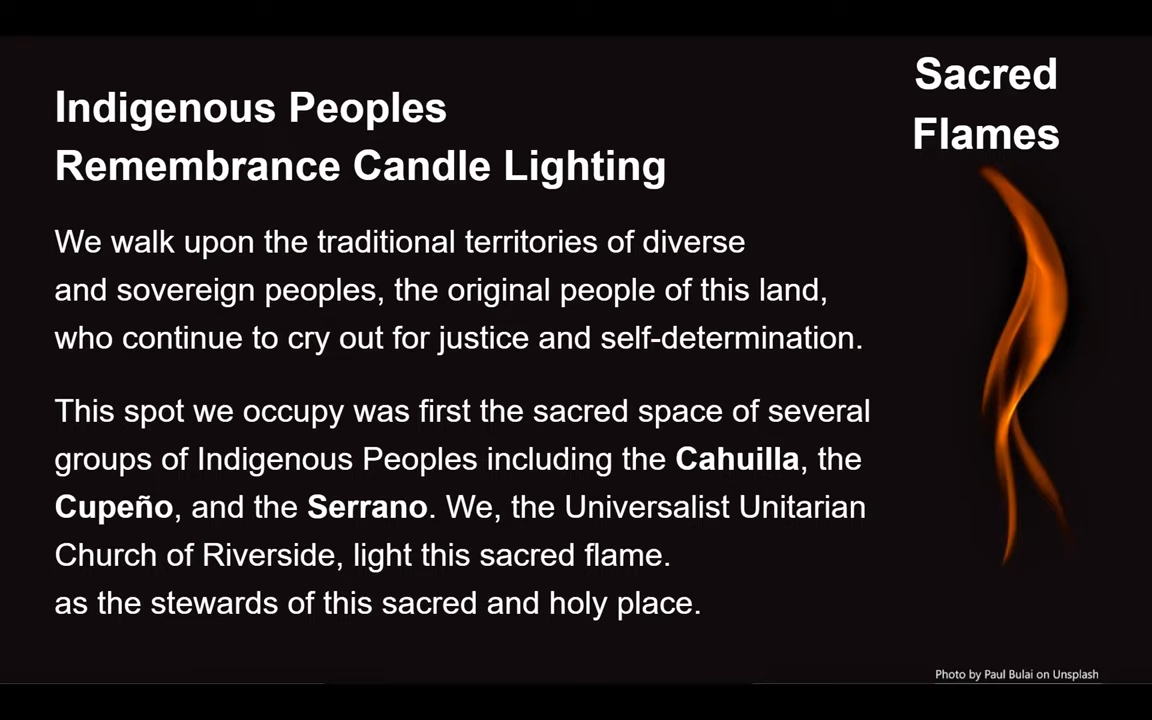 Sacred
Flames
Indigenous Peoples
Remembrance Candle Lighting
We walk upon the traditional territories of diverse
and sovereign peoples, the original people of this land,
who continue to cry out for justice and self-determination.
This spot we occupy was first the sacred space of several
groups of Indigenous Peoples including the Cahuilla, the
Cupeño, and the Serrano. We, the Universalist Unitarian
Church of Riverside, light this sacred flame.
as the stewards of this sacred and holy place.
Photo by Paul Bulai on Unsplash